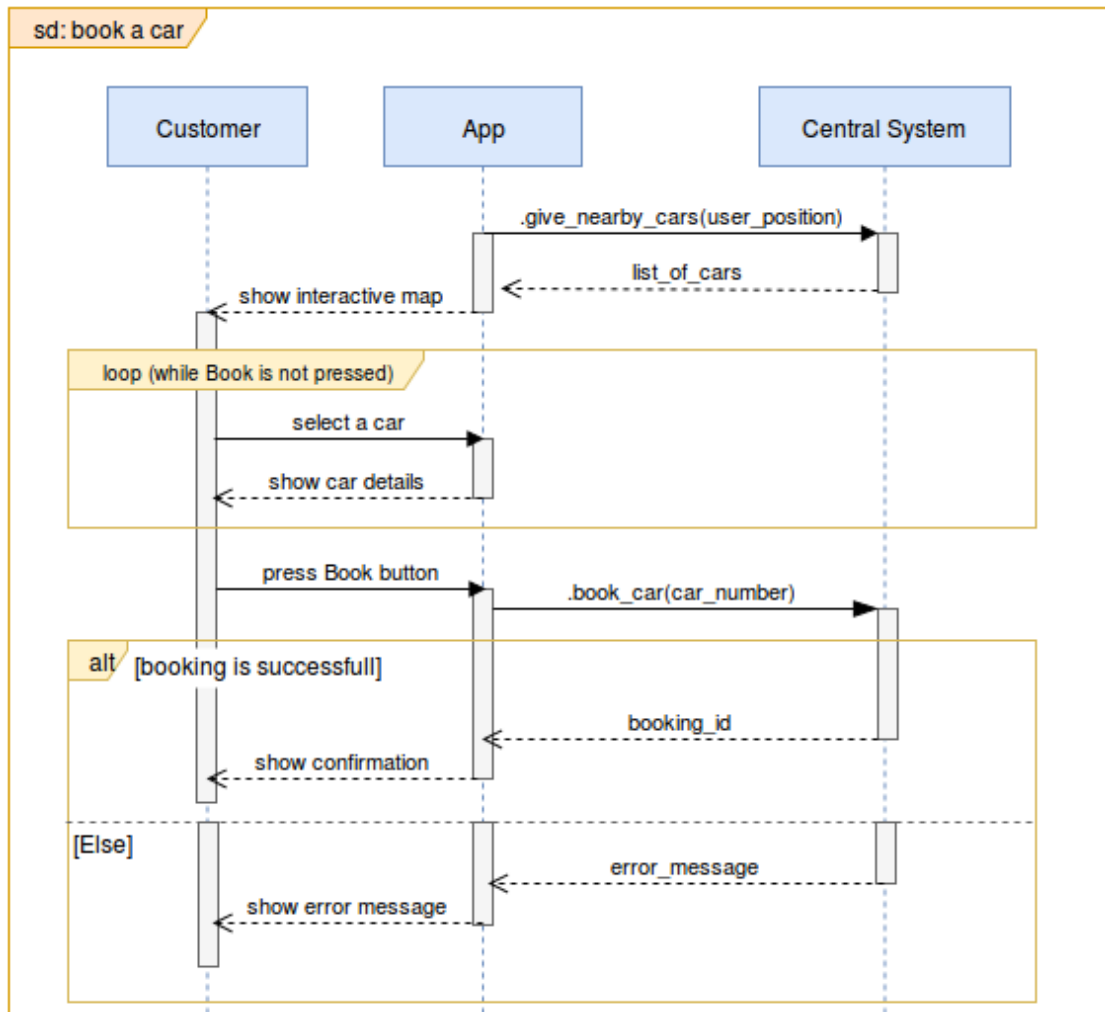 sd: book a car
Customer
App
Central System
.give_nearby_cars(user_position)
list_of_cars
show interactive map
loop (while Book is not pressed)
select a car
show car details
press Book button
.book_car(car_number)
alt
[booking is successfull]
booking_id
show confirmation
[Else]
error_message
show error message